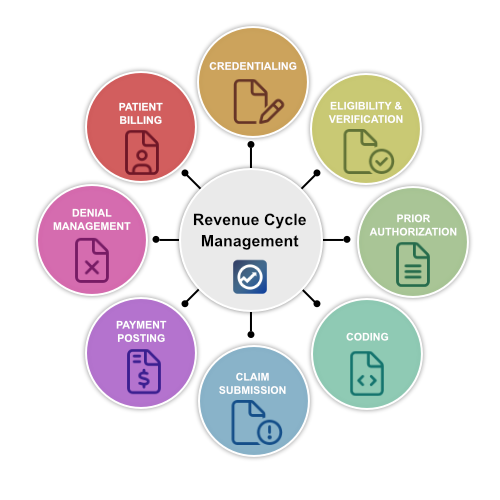 CREDENTIALING
ELIGIBILITY &
VERIFICATION
PRIOR
AUTHORIZATION
CODING
CLAIM
SUBMISSION
PAYMENT
POSTING
DENIAL
MANAGEMENT
PATIENT
BILLING
Revenue Cycle
Management